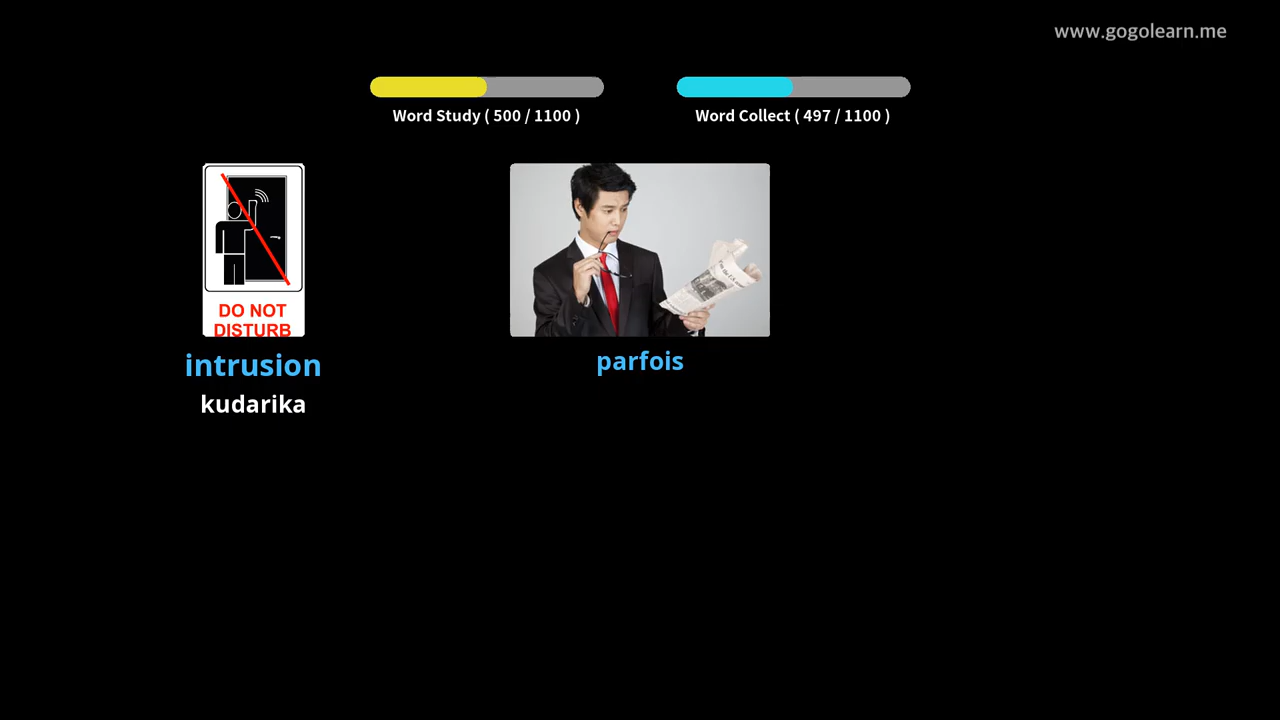 www.gogolearn.me
Word Study ( 500 / 1100 )
Word Collect ( 497 / 1100 )
DO NOT
DISTURB
intrusion
kudarika
parfois